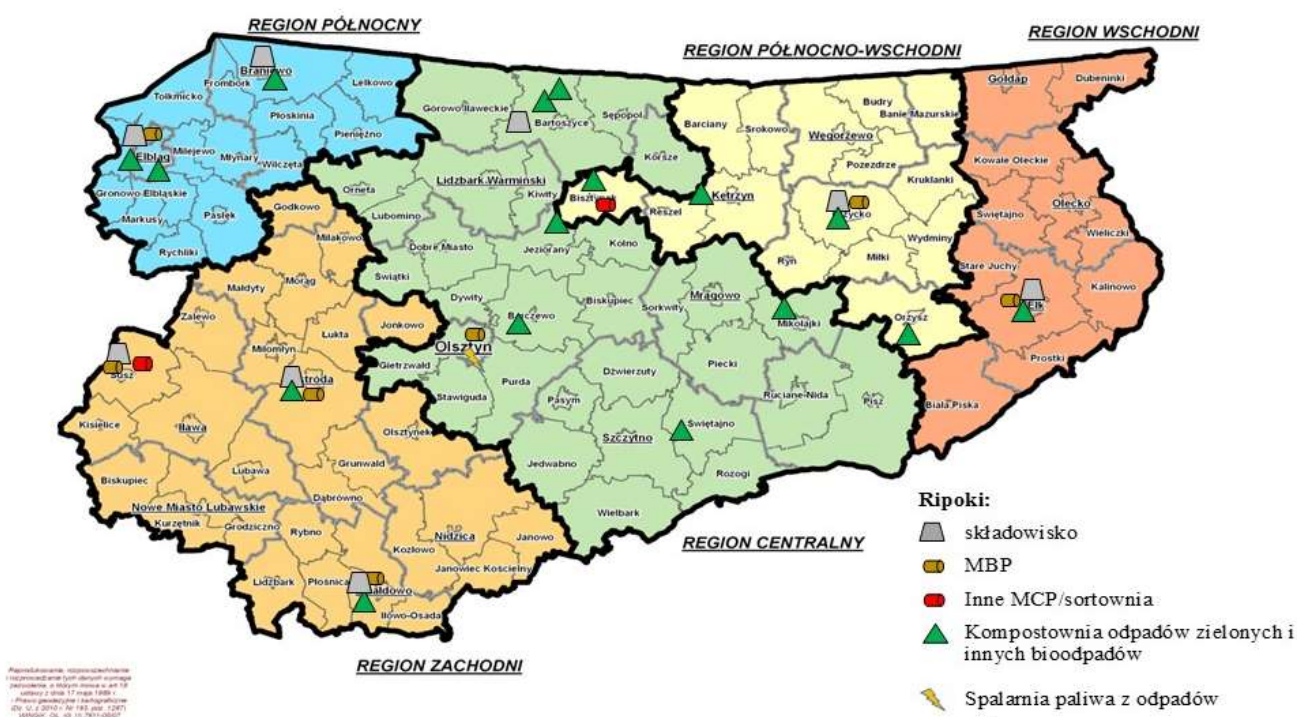 REGION PÓŁNOCNY
REGION PÓŁNOCNO-WSCHODNI
REGION WSCHODNI
Braniewo
Frombork
Lelkowo
Tolkmicko
Płoskinia
Pieniężno
Milejewo
Młynary
Wilczęta
Elbląg
Gronowo Elbląskie
Markusy
Pasłęk
Rychliki
Górowo Iławeckie
Bartoszyce
Sępopol
Korsze
Lidzbark Warmiński
Orneta
Kiwity
Lubomino
Dobre Miasto
Jeziorany
Kolno
Świątki
Dywity
Biskupiec
Barczewo
Olsztyn
Gietrzwałd
Stawiguda
Purda
Pasym
Dźwierzuty
Szczytno
Świętajno
Jedwabno
Rozogi
Wielbark
Sorkwity
Mrągowo
Mikołajki
Piecki
Ruciane-Nida
Pisz
Barciany
Srokowo
Węgorzewo
Budry
Banie Mazurskie
Pozezdrze
Kruklanki
Kętrzyn
Reszel
Ryn
Miłki
Wydminy
Orzysz
Gołdap
Dubeninki
Kowale Oleckie
Olecko
Świętajno
Wieliczki
Stare Juchy
Kalinowo
Ełk
Prostki
Biała Piska
Godkowo
Miłakowo
Małdyty
Morąg
Zalewo
Łukta
Jonkowo
Miłomłyn
Susz
Kisielice
Iława
Olsztynek
Lubawa
Grunwald
Biskupiec
Dąbrówno
Nowe Miasto Lubawskie
Kurzętnik
Grodziczno
Rybno
Nidzica
Kozłowo
Janowo
Janowiec Kościelny
Lidzbark
Płośnica
Iłowo-Osada
REGION CENTRALNY
REGION ZACHODNI
Ripoki:
składowisko
MBP
Inne MCP/sortownia
Kompostownia odpadów zielonych i
innych bioodpadów
Spalarnia paliwa z odpadów